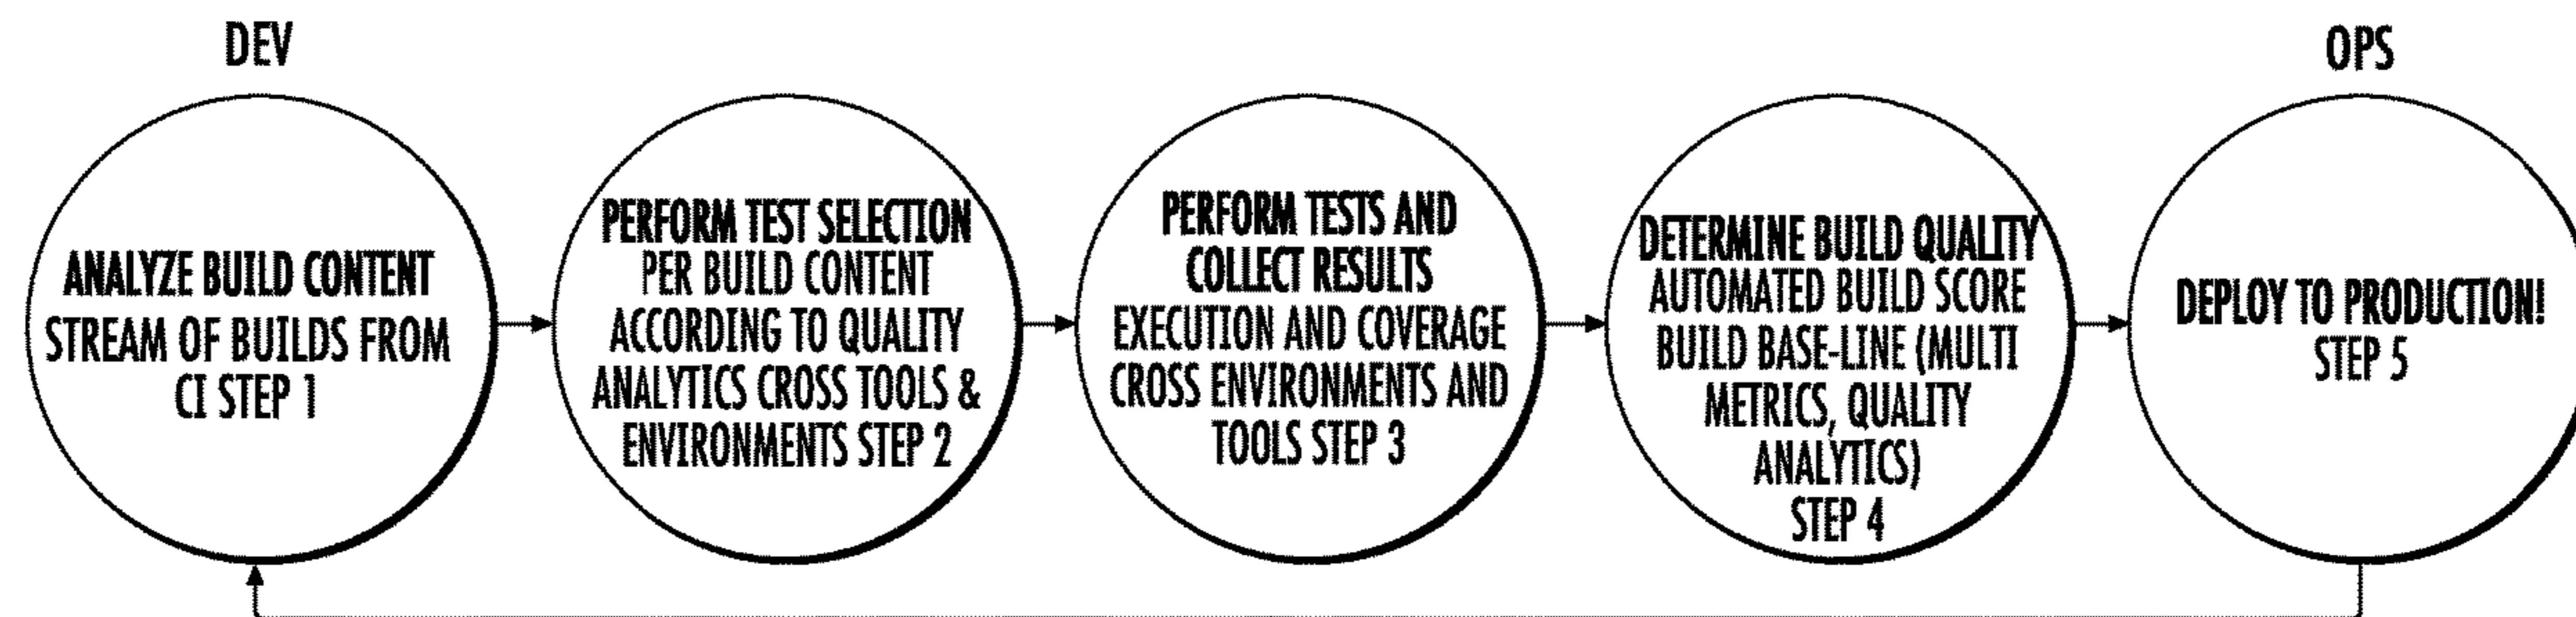 DEV
ANALYZE BUILD CONTENT
STREAM OF BUILDS FROM
CI STEP 1
PERFORM TEST SELECTION
PER BUILD CONTENT
ACCORDING TO QUALITY
ANALYTICS CROSS TOOLS &
ENVIRONMENTS STEP 2
PERFORM TESTS AND
COLLECT RESULTS
EXECUTION AND COVERAGE
CROSS ENVIRONMENTS AND
TOOLS STEP 3
DETERMINE BUILD QUALITY
AUTOMATED BUILD SCORE
BUILD BASE-LINE (MULTI
METRICS, QUALITY
ANALYTICS)
STEP 4
OPS
DEPLOY TO PRODUCTION!
STEP 5